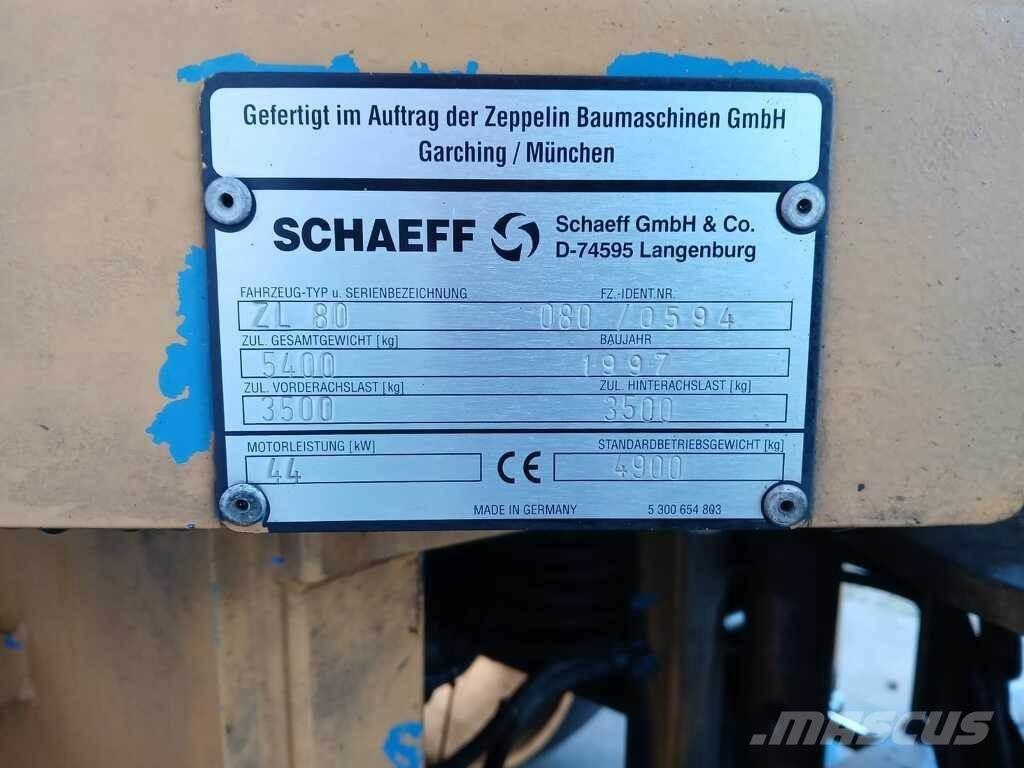 Gefertigt im Auftrag der Zeppelin Baumaschinen GmbH
Garching / München
SCHAEFF
Schaeff GmbH & Co.
D-74595 Langenburg
FAHRZEUG-TYP u. SERIENBEZEICHNUNG FZ.-IDENT.NR.
ZL 80 080 /0594
ZUL. GESAMTGEWICHT [kg] BAUJAHR
5400 1997
ZUL. VORDERACHSLAST [kg] ZUL. HINTERACHSLAST [kg]
3500 3500
MOTORLEISTUNG [kW] STANDARDBETRIEBSGEWICHT [kg]
44 CE 4900
MADE IN GERMANY 5 300 654 803
MASCUS